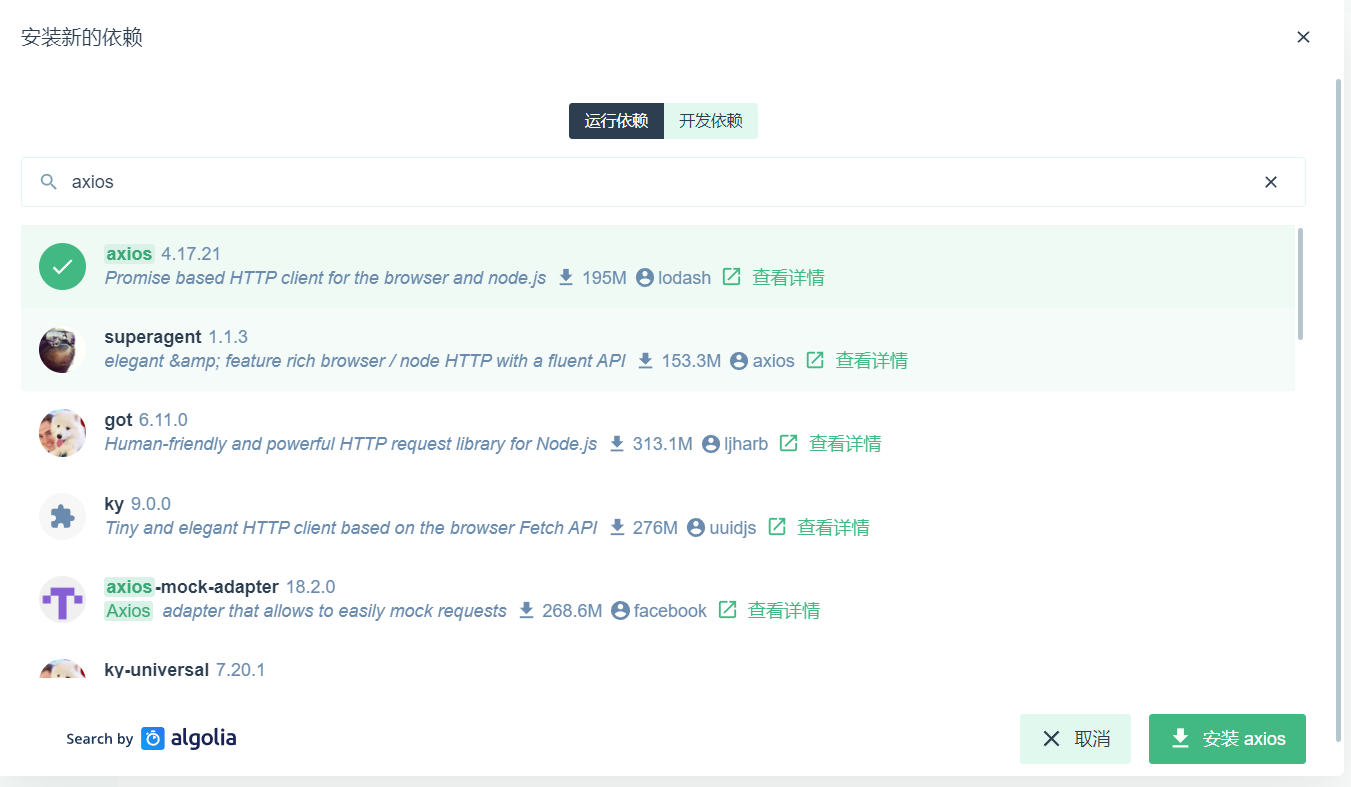 安装新的依赖
运行依赖 开发依赖
axios
axios 4.17.21
Promise based HTTP client for the browser and node.js 195M lodash 查看详情
superagent 1.1.3
elegant &amp; feature rich browser / node HTTP with a fluent API 153.3M axios 查看详情
got 6.11.0
Human-friendly and powerful HTTP request library for Node.js 313.1M ljharb 查看详情
ky 9.0.0
Tiny and elegant HTTP client based on the browser Fetch API 276M uuidjs 查看详情
axios-mock-adapter 18.2.0
Axios adapter that allows to easily mock requests 268.6M facebook 查看详情
ky-universal 7.20.1
Search by algolia
取消 安装 axios